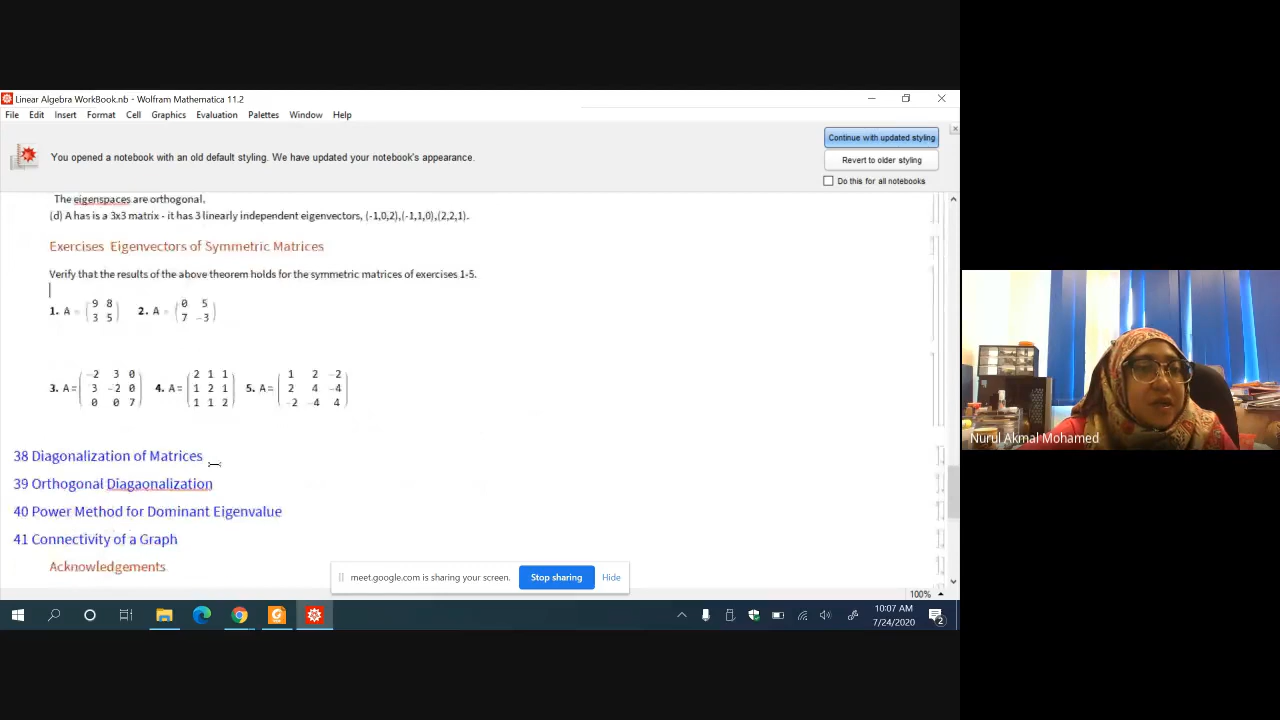 Linear Algebra WorkBook.nb - Wolfram Mathematica 11.2
File Edit Insert Format Cell Graphics Evaluation Palettes Window Help
You opened a notebook with an old default styling. We have updated your notebook's appearance.
Continue with updated styling
Revert to older styling
Do this for all notebooks
The eigenspaces are orthogonal.
(d) A has is a 3x3 matrix - it has 3 linearly independent eigenvectors, (-1,0,2),(-1,1,0),(2,2,1).
Exercises Eigenvectors of Symmetric Matrices
Verify that the results of the above theorem holds for the symmetric matrices of exercises 1-5.
9 8 0 5
1. A = 2. A =
3 5 7 -3
-2 3 0 2 1 1 1 2 -2
3. A= 3 -2 0 4. A= 1 2 1 5. A= 2 4 -4
0 0 7 1 1 2 -2 -4 4
38 Diagonalization of Matrices
39 Orthogonal Diagaonalization
40 Power Method for Dominant Eigenvalue
41 Connectivity of a Graph
Acknowledgements
meet.google.com is sharing your screen. Stop sharing Hide
100%
10:07 AM
7/24/2020
2
Nurul Akmal Mohamed